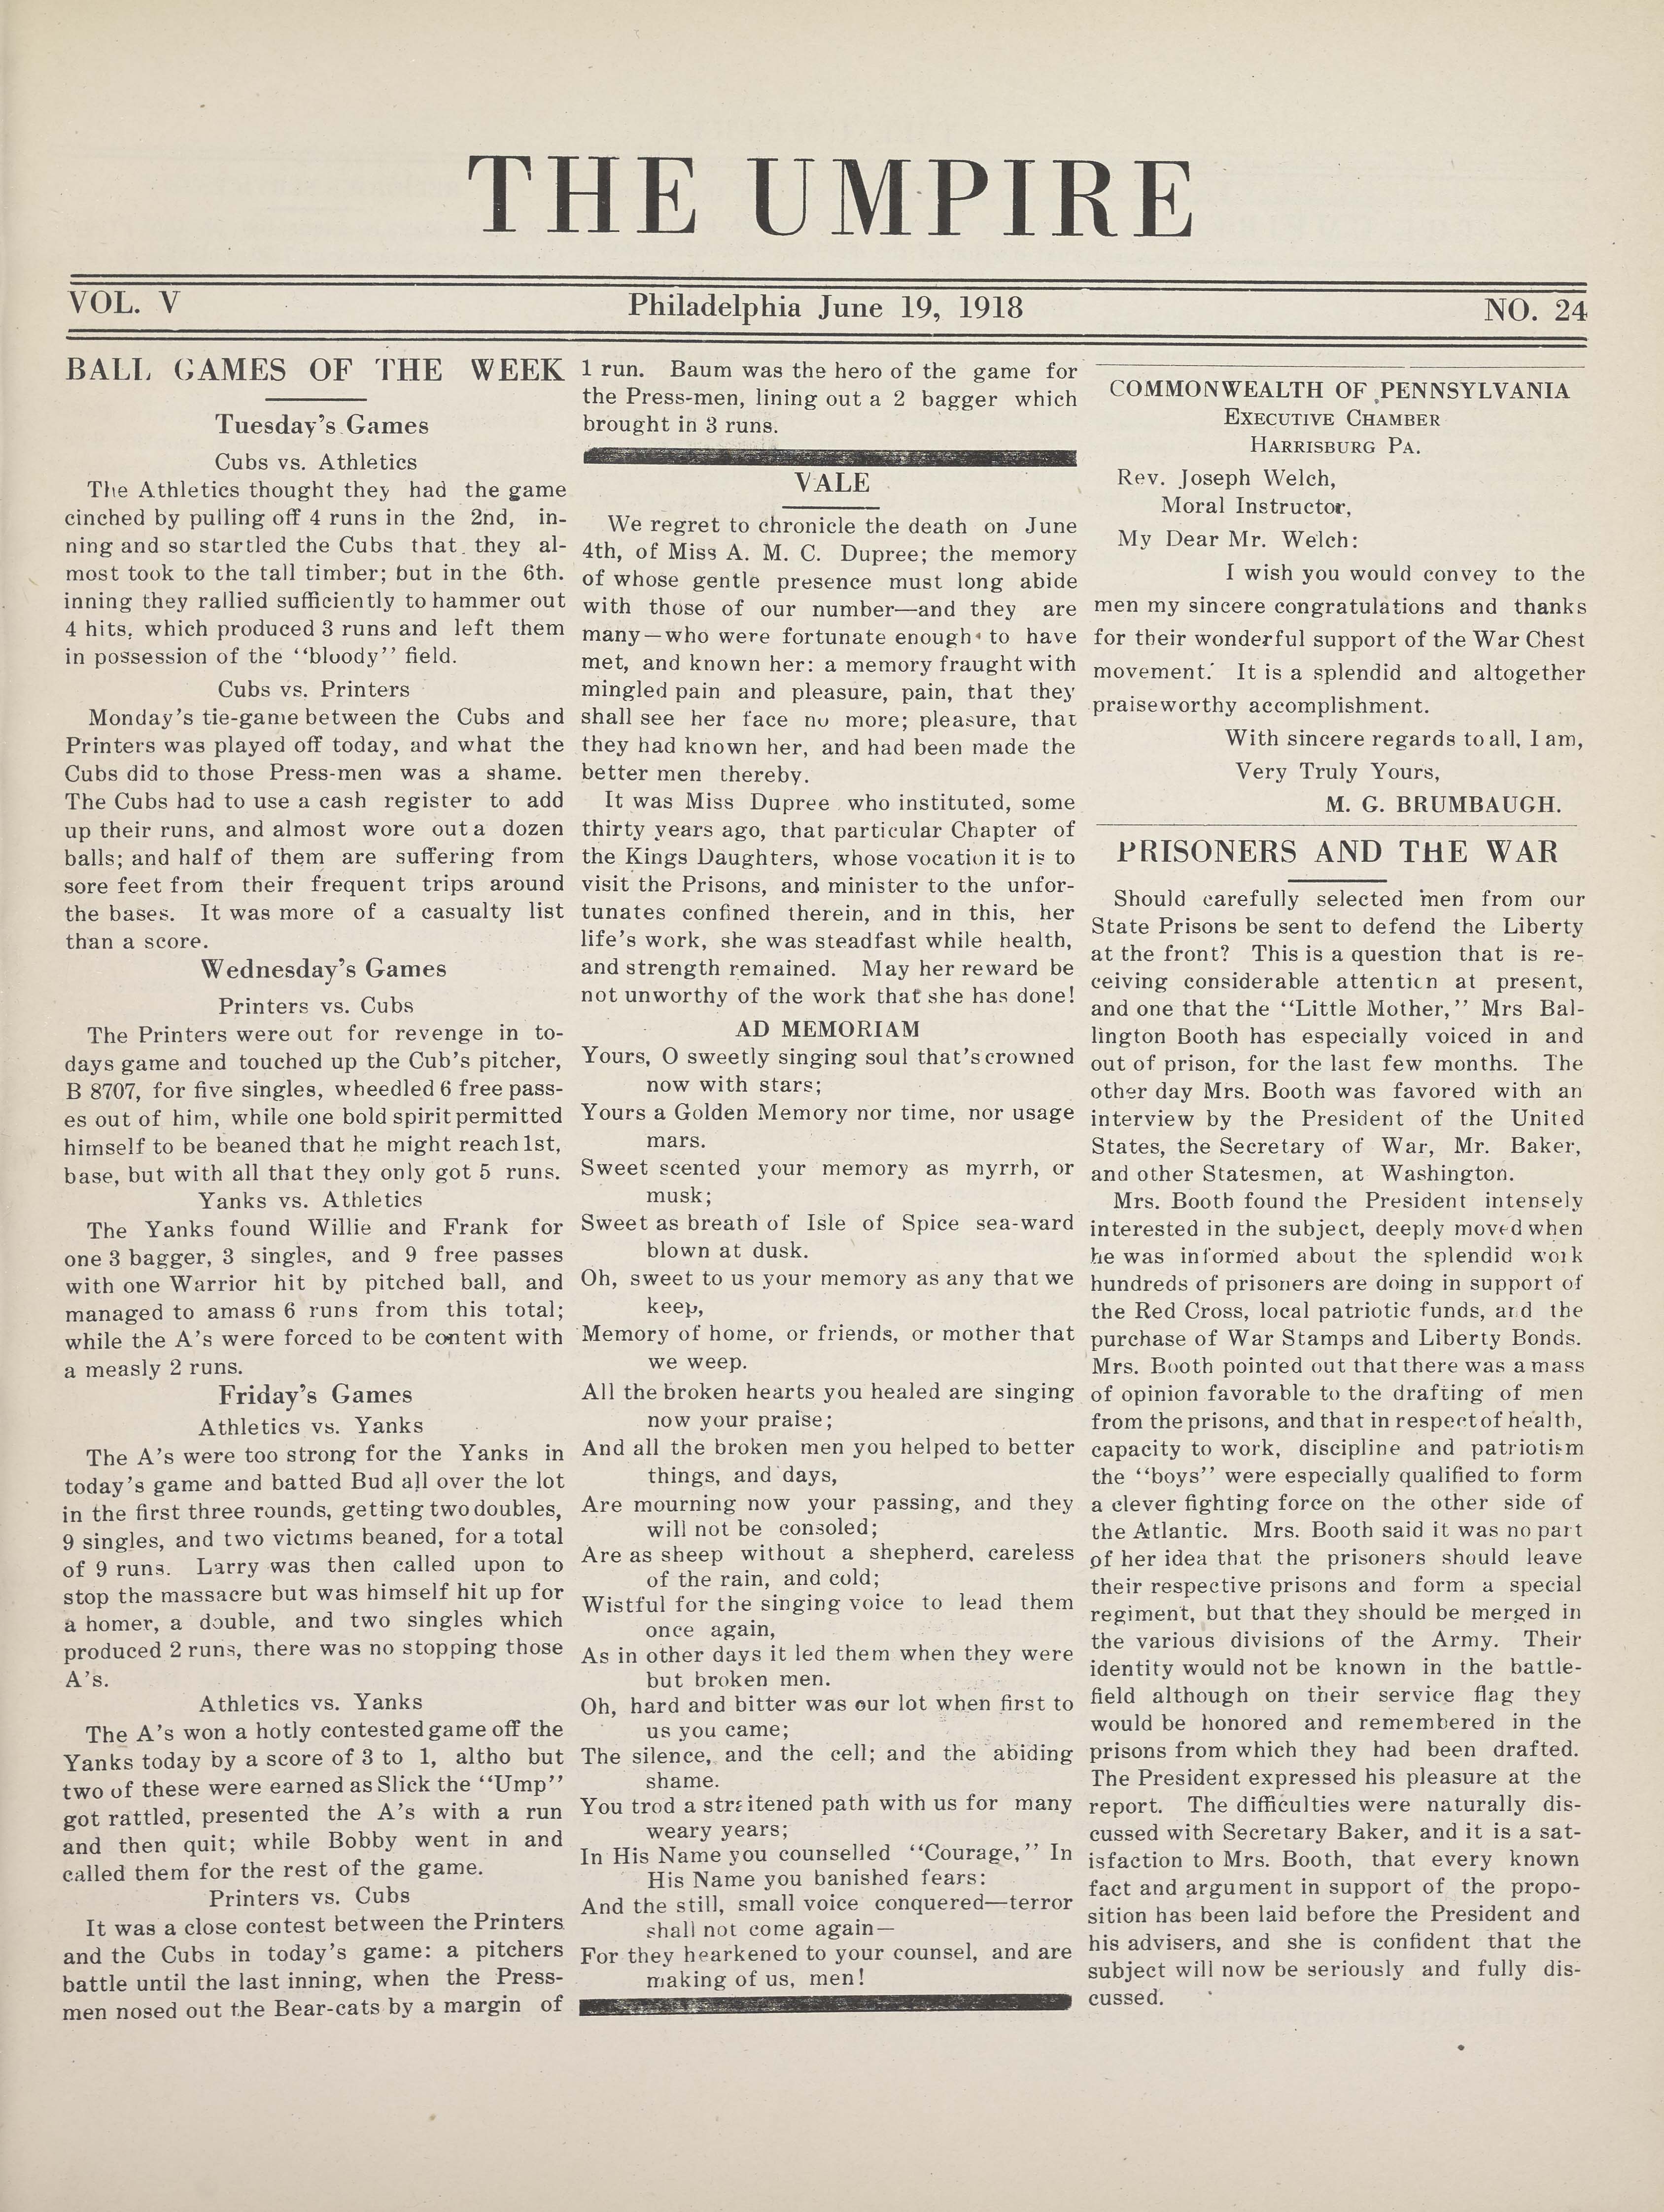 THE UMPIRE
VOL. V
Philadelphia June 19, 1918
NO. 24
BALL GAMES OF THE WEEK
Tuesday's Games
Cubs vs. Athletics
The Athletics thought they had the game
cinched by pulling off 4 runs in the 2nd, in-
ning and so startled the Cubs that they al-
most took to the tall timber; but in the 6th.
inning they rallied sufficiently to hammer out
4 hits, which produced 3 runs and left them
in possession of the "bloody" field.
Cubs vs. Printers
Monday's tie-game between the Cubs and
Printers was played off today, and what the
Cubs did to those Press-men was a shame.
The Cubs had to use a cash register to add
up their runs, and almost wore out a dozen
balls; and half of them are suffering from
sore feet from their frequent trips around
the bases. It was more of a casualty list
than a score.
Wednesday's Games
Printers vs. Cubs
The Printers were out for revenge in to-
days game and touched up the Cub's pitcher,
B 8707, for five singles, wheedled 6 free pass-
es out of him, while one bold spirit permitted
himself to be beaned that he might reach 1st,
base, but with all that they only got 5 runs.
Yanks vs. Athletics
The Yanks found Willie and Frank for
one 3 bagger, 3 singles, and 9 free passes
with one Warrior hit by pitched ball, and
managed to amass 6 runs from this total;
while the A's were forced to be content with
a measly 2 runs.
Friday's Games
Athletics vs. Yanks
The A's were too strong for the Yanks in
today's game and batted Bud all over the lot
in the first three rounds, getting two doubles,
9 singles, and two victims beaned, for a total
of 9 runs. Larry was then called upon to
stop the massacre but was himself hit up for
a homer, a double, and two singles which
produced 2 runs, there was no stopping those
A's.
Athletics vs. Yanks
The A's won a hotly contested game off the
Yanks today by a score of 3 to 1, altho but
two of these were earned as Slick the "Ump"
got rattled, presented the A's with a run
and then quit; while Bobby went in and
called them for the rest of the game.
Printers vs. Cubs
It was a close contest between the Printers
and the Cubs in today's game: a pitchers
battle until the last inning, when the Press-
men nosed out the Bear-cats by a margin of
1 run. Baum was the hero of the game for
the Press-men, lining out a 2 bagger which
brought in 3 runs.
VALE
We regret to chronicle the death on June
4th, of Miss A. M. C. Dupree; the memory
of whose gentle presence must long abide
with those of our number—and they are
many—who were fortunate enough to have
met, and known her: a memory fraught with
mingled pain and pleasure, pain, that they
shall see her face no more; pleasure, that
they had known her, and had been made the
better men thereby.
It was Miss Dupree who instituted, some
thirty years ago, that particular Chapter of
the Kings Daughters, whose vocation it is to
visit the Prisons, and minister to the unfor-
tunates confined therein, and in this, her
life's work, she was steadfast while health,
and strength remained. May her reward be
not unworthy of the work that she has done!
AD MEMORIAM
Yours, O sweetly singing soul that's crowned
now with stars;
Yours a Golden Memory nor time, nor usage
mars.
Sweet scented your memory as myrrh, or
musk;
Sweet as breath of Isle of Spice sea-ward
blown at dusk.
Oh, sweet to us your memory as any that we
keep,
Memory of home, or friends, or mother that
we weep.
All the broken hearts you healed are singing
now your praise;
And all the broken men you helped to better
things, and days,
Are mourning now your passing, and they
will not be consoled;
Are as sheep without a shepherd, careless
of the rain, and cold;
Wistful for the singing voice to lead them
once again,
As in other days it led them when they were
but broken men.
Oh, hard and bitter was our lot when first to
us you came;
The silence, and the cell; and the abiding
shame.
You trod a straitened path with us for many
weary years;
In His Name you counselled "Courage," In
His Name you banished fears:
And the still, small voice conquered—terror
shall not come again—
For they hearkened to your counsel, and are
making of us, men!
COMMONWEALTH OF PENNSYLVANIA
EXECUTIVE CHAMBER
HARRISBURG PA.
Rev. Joseph Welch,
Moral Instructor,
My Dear Mr. Welch:
I wish you would convey to the
men my sincere congratulations and thanks
for their wonderful support of the War Chest
movement. It is a splendid and altogether
praiseworthy accomplishment.
With sincere regards to all, I am,
Very Truly Yours,
M. G. BRUMBAUGH.
PRISONERS AND THE WAR
Should carefully selected men from our
State Prisons be sent to defend the Liberty
at the front? This is a question that is re-
ceiving considerable attention at present,
and one that the "Little Mother," Mrs Bal-
lington Booth has especially voiced in and
out of prison, for the last few months. The
other day Mrs. Booth was favored with an
interview by the President of the United
States, the Secretary of War, Mr. Baker,
and other Statesmen, at Washington.
Mrs. Booth found the President intensely
interested in the subject, deeply moved when
he was informed about the splendid work
hundreds of prisoners are doing in support of
the Red Cross, local patriotic funds, and the
purchase of War Stamps and Liberty Bonds.
Mrs. Booth pointed out that there was a mass
of opinion favorable to the drafting of men
from the prisons, and that in respect of health,
capacity to work, discipline and patriotism
the "boys" were especially qualified to form
a clever fighting force on the other side of
the Atlantic. Mrs. Booth said it was no part
of her idea that the prisoners should leave
their respective prisons and form a special
regiment, but that they should be merged in
the various divisions of the Army. Their
identity would not be known in the battle-
field although on their service flag they
would be honored and remembered in the
prisons from which they had been drafted.
The President expressed his pleasure at the
report. The difficulties were naturally dis-
cussed with Secretary Baker, and it is a sat-
isfaction to Mrs. Booth, that every known
fact and argument in support of the propo-
sition has been laid before the President and
his advisers, and she is confident that the
subject will now be seriously and fully dis-
cussed.